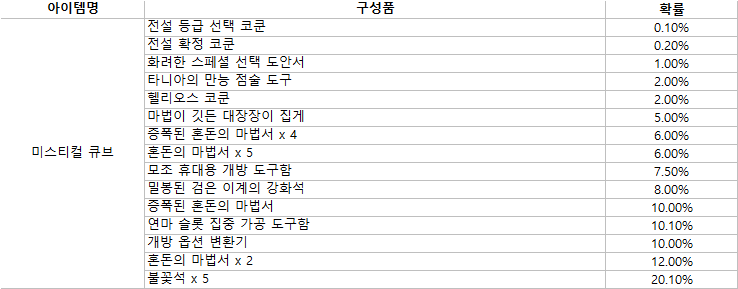 아이템명 구성품 확률
전설 등급 선택 코쿤 0.10%
전설 확정 코쿤 0.20%
화려한 스페셜 선택 도안서 1.00%
타니아의 만능 점술 도구 2.00%
헬리오스 코쿤 2.00%
마법이 깃든 대장장이 집게 5.00%
증폭된 혼돈의 마법서 x 4 6.00%
미스티컬 큐브 혼돈의 마법서 x 5 6.00%
모조 휴대용 개방 도구함 7.50%
밀봉된 검은 이계의 강화석 8.00%
증폭된 혼돈의 마법서 10.00%
연마 슬롯 집중 가공 도구함 10.10%
개방 옵션 변환기 10.00%
혼돈의 마법서 x 2 12.00%
불꽃석 x 5 20.10%